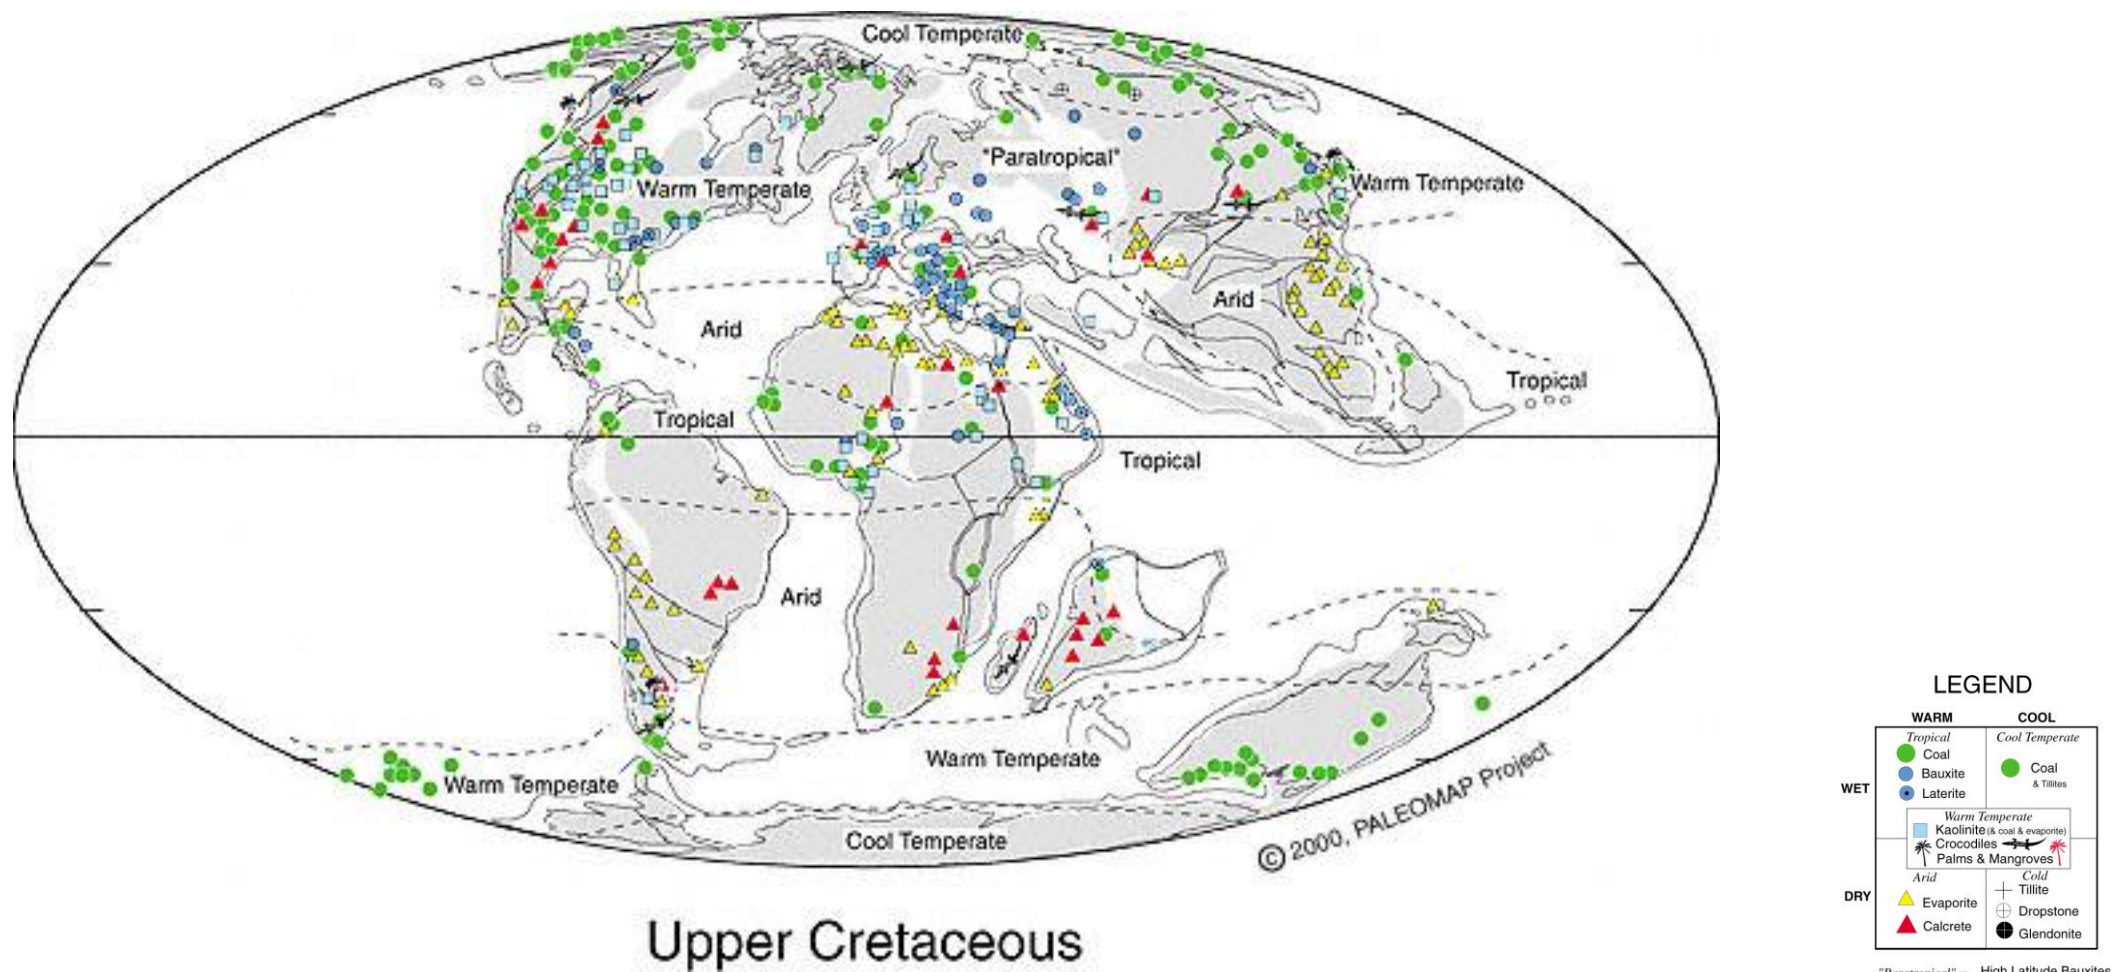 Cool Temperate
"Paratropical"
Warm Temperate
Warm Temperate
Arid
Arid
Tropical
Tropical
Tropical
Arid
Warm Temperate
Warm Temperate
Cool Temperate
© 2000, PALEOMAP Project
Upper Cretaceous
LEGEND
WARM COOL
Tropical Cool Temperate
Coal Coal
Bauxite & Tillites
Laterite
WET
Warm Temperate
Kaolinite (& coal & evaporite)
Crocodiles
Palms & Mangroves
Arid Cold
DRY
Evaporite Tillite
Calcrete Dropstone
Glendonite
"Paratropical" = High Latitude Bauxites